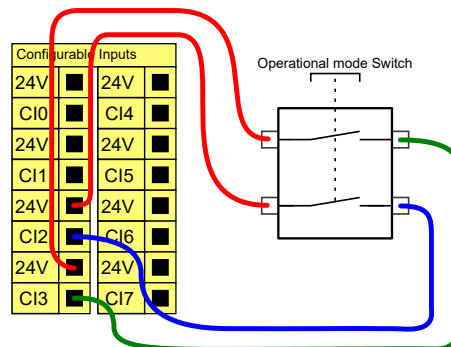 Configurable Inputs
24V 24V
CI0 CI4
24V 24V
CI1 CI5
24V 24V
CI2 CI6
24V 24V
CI3 CI7
Operational mode Switch